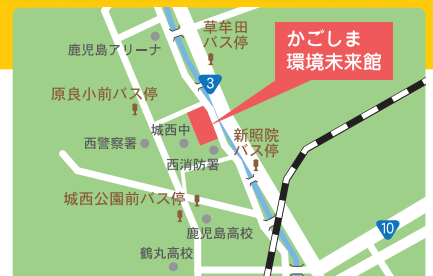 草牟田
バス停
かごしま
環境未来館
鹿児島アリーナ
3
原良小前バス停
城西中
新照院
バス停
西警察署
西消防署
城西公園前バス停
鹿児島高校
10
鶴丸高校